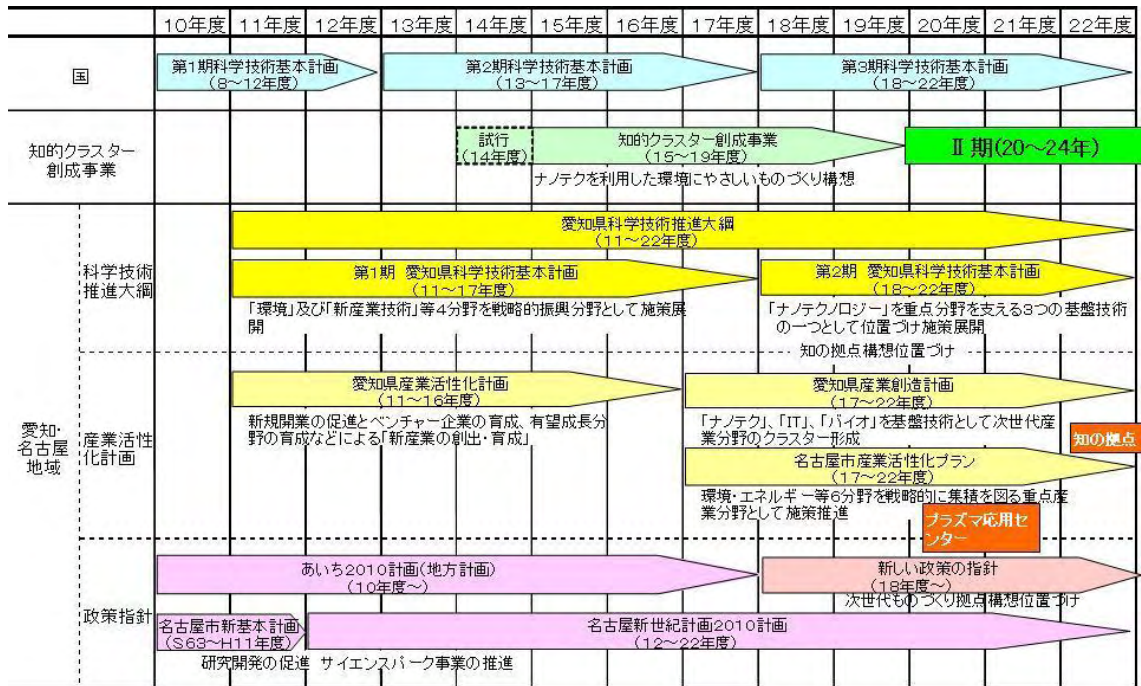 10年度 11年度 12年度 13年度 14年度 15年度 16年度 17年度 18年度 19年度 20年度 21年度 22年度
国
第1期科学技術基本計画
(8～12年度)
第2期科学技術基本計画
(13～17年度)
第3期科学技術基本計画
(18～22年度)
知的クラスター
創成事業
試行
(14年度)
知的クラスター創成事業
(15～19年度)
Ⅱ期(20～24年)
ナノテクを利用した環境にやさしいものづくり構想
愛知・
名古屋
地域
科学技術
推進大綱
愛知県科学技術推進大綱
(11～22年度)
第1期 愛知県科学技術基本計画
(11～17年度)
「環境」及び「新産業技術」等4分野を戦略的振興分野として施策展
開
第2期 愛知県科学技術基本計画
(18～22年度)
「ナノテクノロジー」を重点分野を支える3つの基盤技術
の一つとして位置づけ施策展開
知の拠点構想位置づけ
産業活性
化計画
愛知県産業活性化計画
(11～16年度)
新規開業の促進とベンチャー企業の育成、有望成長分
野の育成などによる「新産業の創出・育成」
愛知県産業創造計画
(17～22年度)
「ナノテク」、「IT」、「バイオ」を基盤技術として次世代産
業分野のクラスター形成
知の拠点
名古屋市産業活性化プラン
(17～22年度)
環境・エネルギー等6分野を戦略的に集積を図る重点産
業分野として施策推進
プラズマ応用セ
ンター
政策指針
あいち2010計画(地方計画)
(10年度～)
新しい政策の指針
(18年度～)
次世代ものづくり拠点構想位置づけ
名古屋市新基本計画
(S63～H11年度)
名古屋新世紀計画2010計画
(12～22年度)
研究開発の促進 サイエンスパーク事業の推進